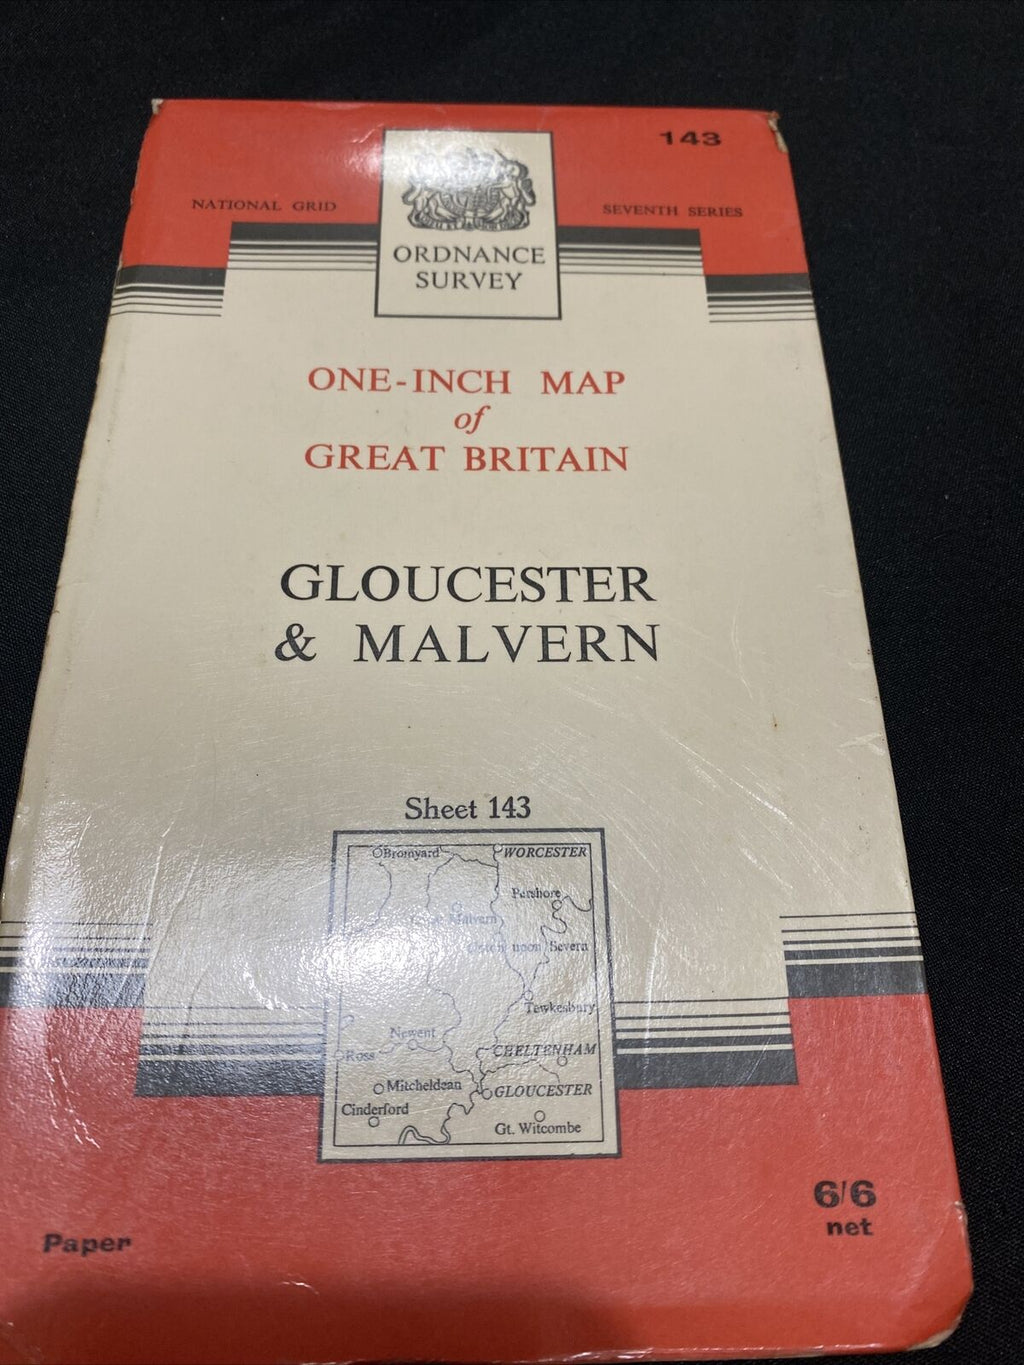 143
NATIONAL GRID
SEVENTH SERIES
ORDNANCE
SURVEY
ONE-INCH MAP
of
GREAT BRITAIN
GLOUCESTER
& MALVERN
Sheet 143
Bromyard
WORCESTER
Pershore
Malvern
upon Severn
Tewkesbury
Newent
Ross
CHELTENHAM
Mitcheldean
GLOUCESTER
Cinderford
Gt. Witcombe
6/6
net
Paper